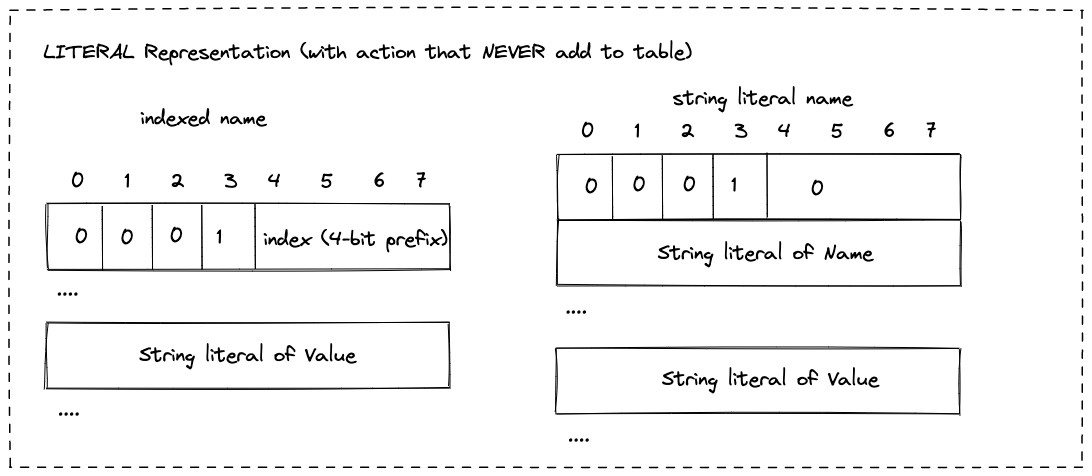 LITERAL Representation (with action that NEVER add to table)
indexed name
0 1 2 3 4 5 6 7
0 0 0 1 index (4-bit prefix)
....
String literal of Value
....
string literal name
0 1 2 3 4 5 6 7
0 0 0 1 0
String literal of Name
....
String literal of Value
....